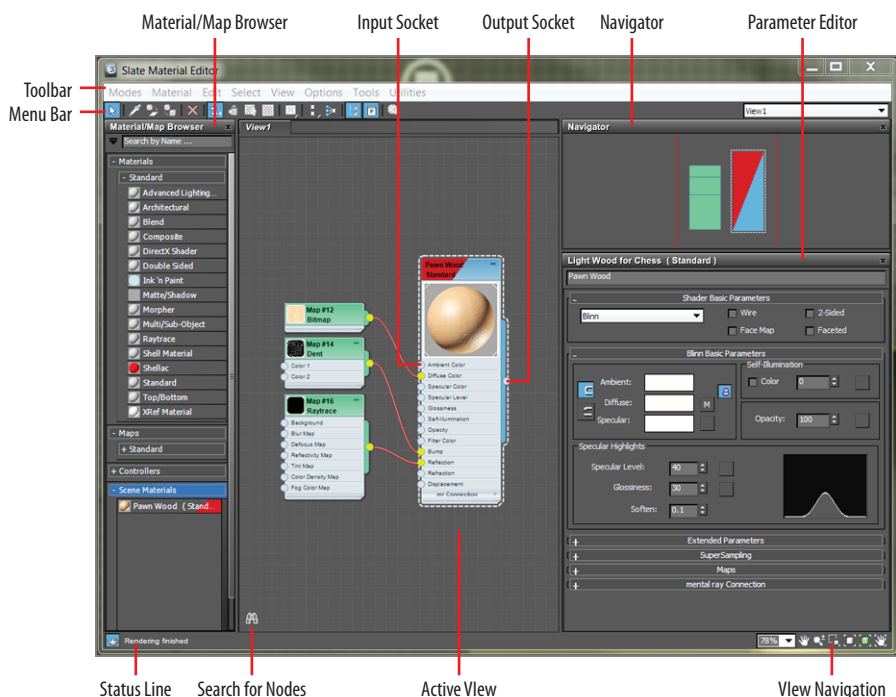 Material/Map Browser
Input Socket
Output Socket
Navigator
Parameter Editor
Toolbar
Menu Bar
Slate Material Editor
Modes Material Edit Select View Options Tools Utilities
View1
Material/Map Browser
x
Search by Name ...
- Materials
- Standard
Advanced Lighting...
Architectural
Blend
Composite
DirectX Shader
Double Sided
Ink 'n Paint
Matte/Shadow
Morpher
Multi/Sub-Object
Raytrace
Shell Material
Shellac
Standard
Top/Bottom
XRef Material
- Maps
+ Standard
+ Controllers
- Scene Materials
Pawn Wood ( Stand...
View1
Map #12
Bitmap
Map #14
Dent
Color 1
Color 2
Map #16
Raytrace
Background
Blur Map
Defocus Map
Reflectivity Map
Tint Map
Color Density Map
Fog Color Map
Pawn Wood
Standard
Ambient Color
Diffuse Color
Specular Color
Specular Level
Glossiness
Self-Illumination
Opacity
Filter Color
Bump
Reflection
Refraction
Displacement
mr Connection
Navigator
x
Light Wood for Chess ( Standard )
x
Pawn Wood
- Shader Basic Parameters
Blinn
Wire
2-Sided
Face Map
Faceted
- Blinn Basic Parameters
Ambient:
Diffuse:
M
Specular:
Self-Illumination
Color 0
Opacity: 100
Specular Highlights
Specular Level: 40
Glossiness: 30
Soften: 0.1
+ Extended Parameters
+ SuperSampling
+ Maps
+ mental ray Connection
Rendering finished
78%
Status Line
Search for Nodes
Active VIew
VIew Navigation